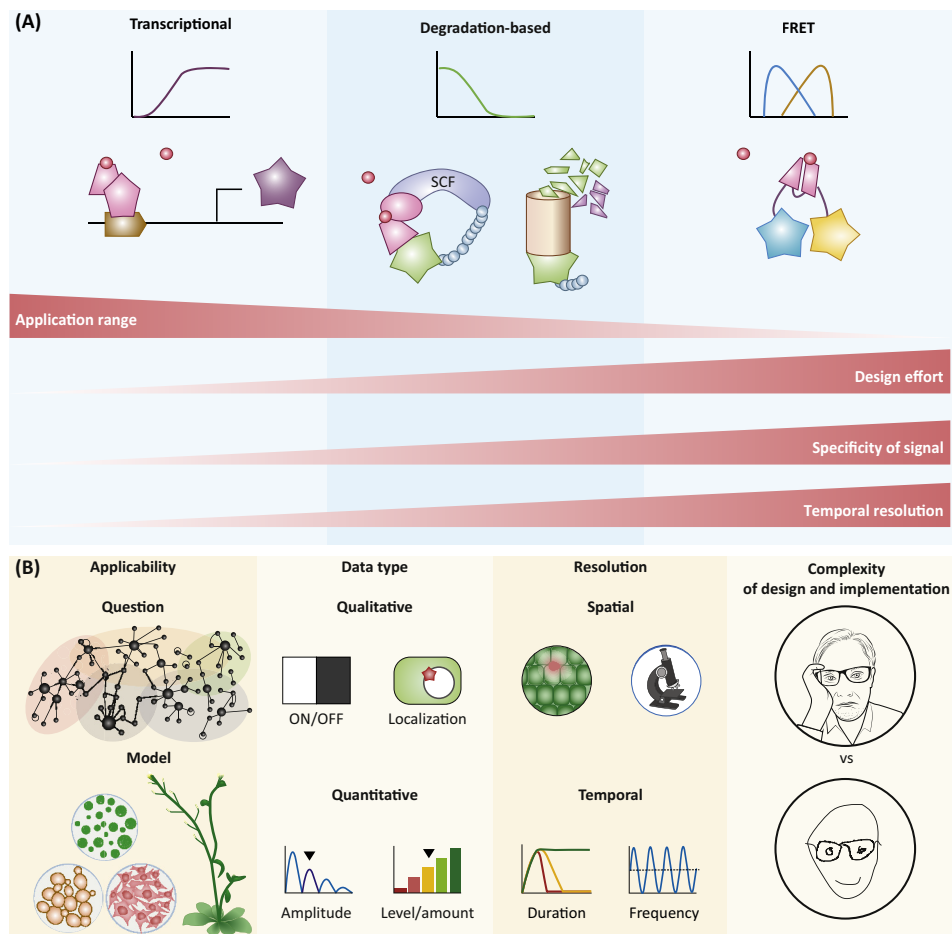 (A)
Transcriptional
Degradation-based
FRET
SCF
Application range
Design effort
Specificity of signal
Temporal resolution
(B)
Applicability
Data type
Resolution
Complexity
of design and implementation
Question
Qualitative
Spatial
ON/OFF
Localization
vs
Model
Quantitative
Temporal
Amplitude
Level/amount
Duration
Frequency